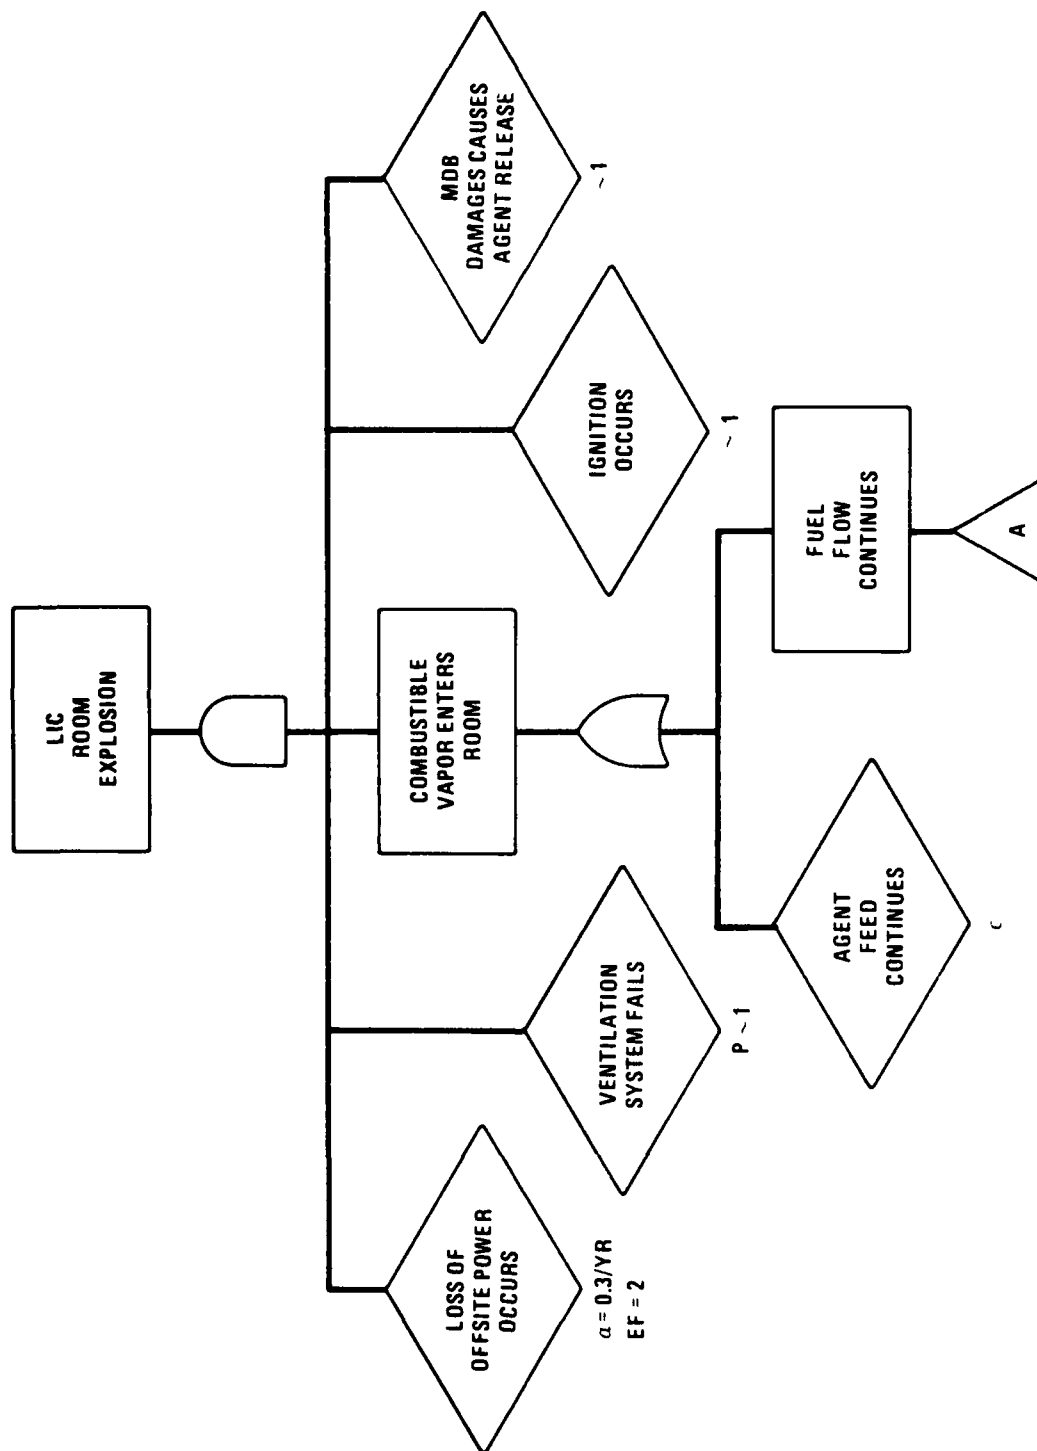 LIC
ROOM
EXPLOSION
LOSS OF
OFFSITE POWER
OCCURS
α = 0.3/YR
EF = 2
VENTILATION
SYSTEM FAILS
P ~ 1
COMBUSTIBLE
VAPOR ENTERS
ROOM
IGNITION
OCCURS
~ 1
MDB
DAMAGES CAUSES
AGENT RELEASE
~ 1
AGENT
FEED
CONTINUES
FUEL
FLOW
CONTINUES
A